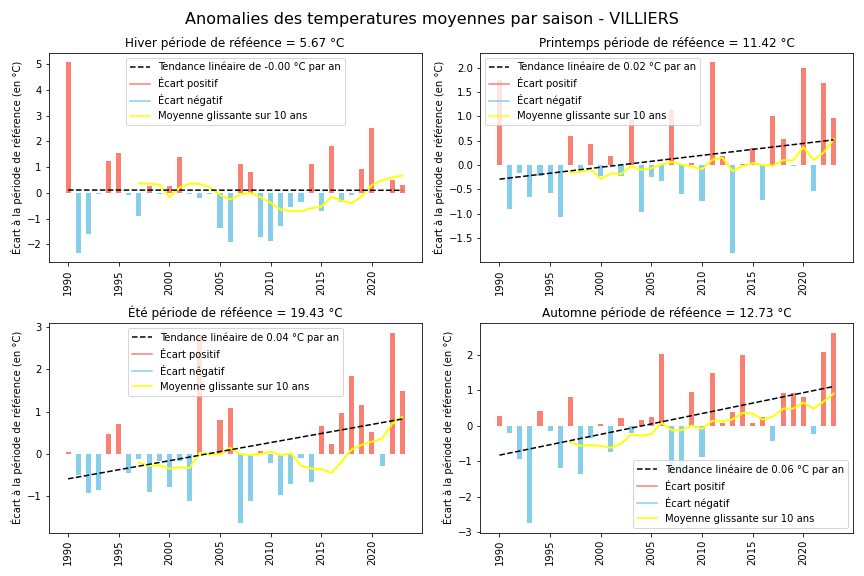 Anomalies des temperatures moyennes par saison - VILLIERS
Hiver période de réféence = 5.67 °C
Écart à la période de référence (en °C)
5
4
3
2
1
0
−1
−2
Tendance linéaire de -0.00 °C par an
Écart positif
Écart négatif
Moyenne glissante sur 10 ans
1990
1995
2000
2005
2010
2015
2020
Printemps période de réféence = 11.42 °C
Écart à la période de référence (en °C)
2.0
1.5
1.0
0.5
0.0
−0.5
−1.0
−1.5
Tendance linéaire de 0.02 °C par an
Écart positif
Écart négatif
Moyenne glissante sur 10 ans
1990
1995
2000
2005
2010
2015
2020
Été période de réféence = 19.43 °C
Écart à la période de référence (en °C)
3
2
1
0
−1
Tendance linéaire de 0.04 °C par an
Écart positif
Écart négatif
Moyenne glissante sur 10 ans
1990
1995
2000
2005
2010
2015
2020
Automne période de réféence = 12.73 °C
Écart à la période de référence (en °C)
2
1
0
−1
−2
−3
Tendance linéaire de 0.06 °C par an
Écart positif
Écart négatif
Moyenne glissante sur 10 ans
1990
1995
2000
2005
2010
2015
2020